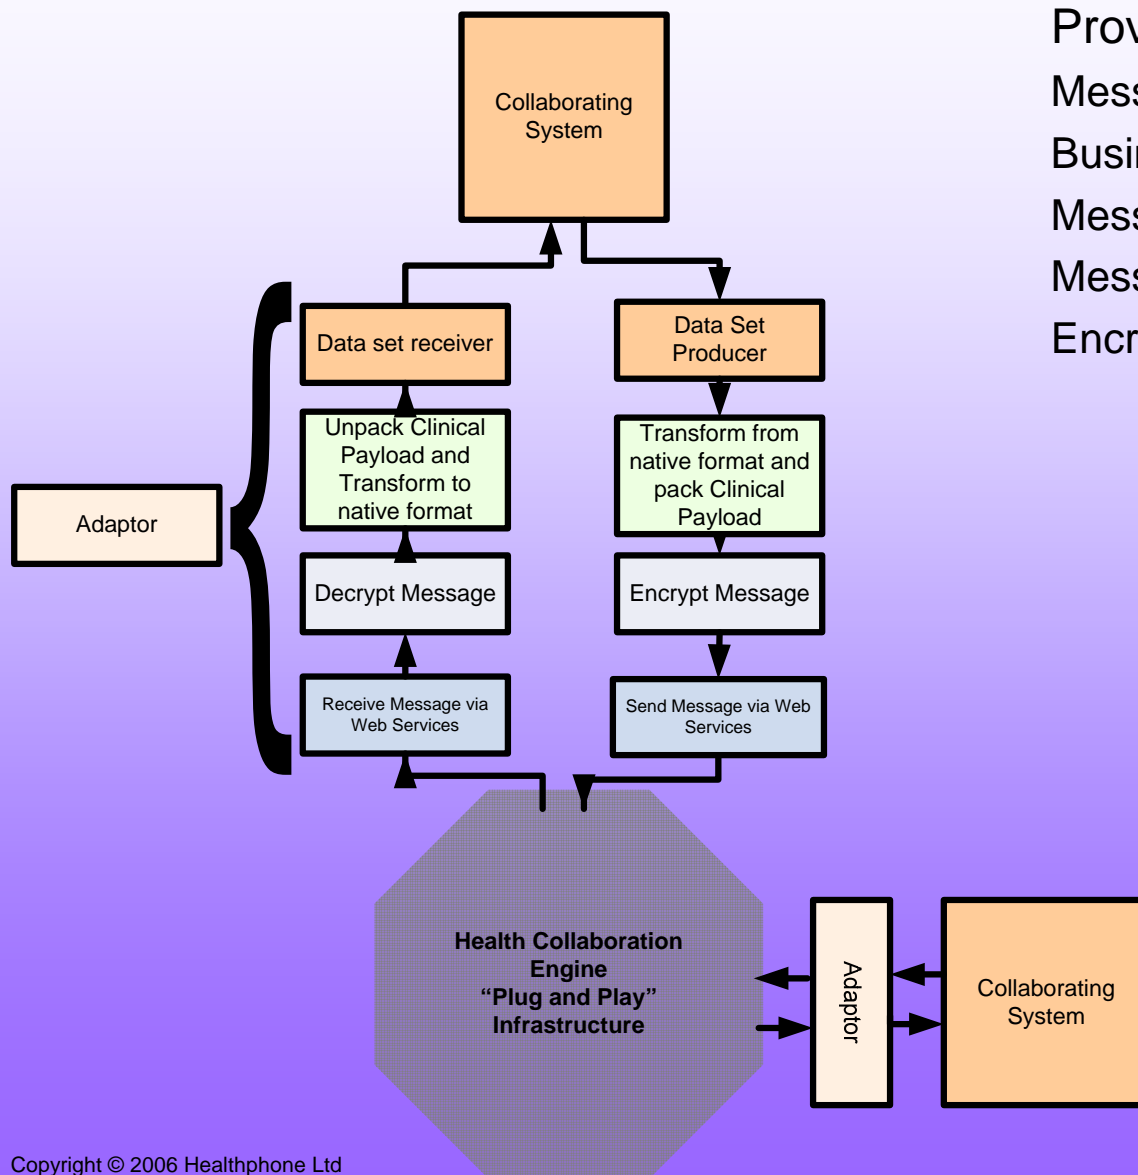 Prov
Mess
Busin
Mess
Mess
Encr
Collaborating
System
Data set receiver
Data Set
Producer
Unpack Clinical
Payload and
Transform to
native format
Transform from
native format and
pack Clinical
Payload
Adaptor
Decrypt Message
Encrypt Message
Receive Message via
Web Services
Send Message via Web
Services
Health Collaboration
Engine
“Plug and Play”
Infrastructure
Adaptor
Collaborating
System
Copyright © 2006 Healthphone Ltd